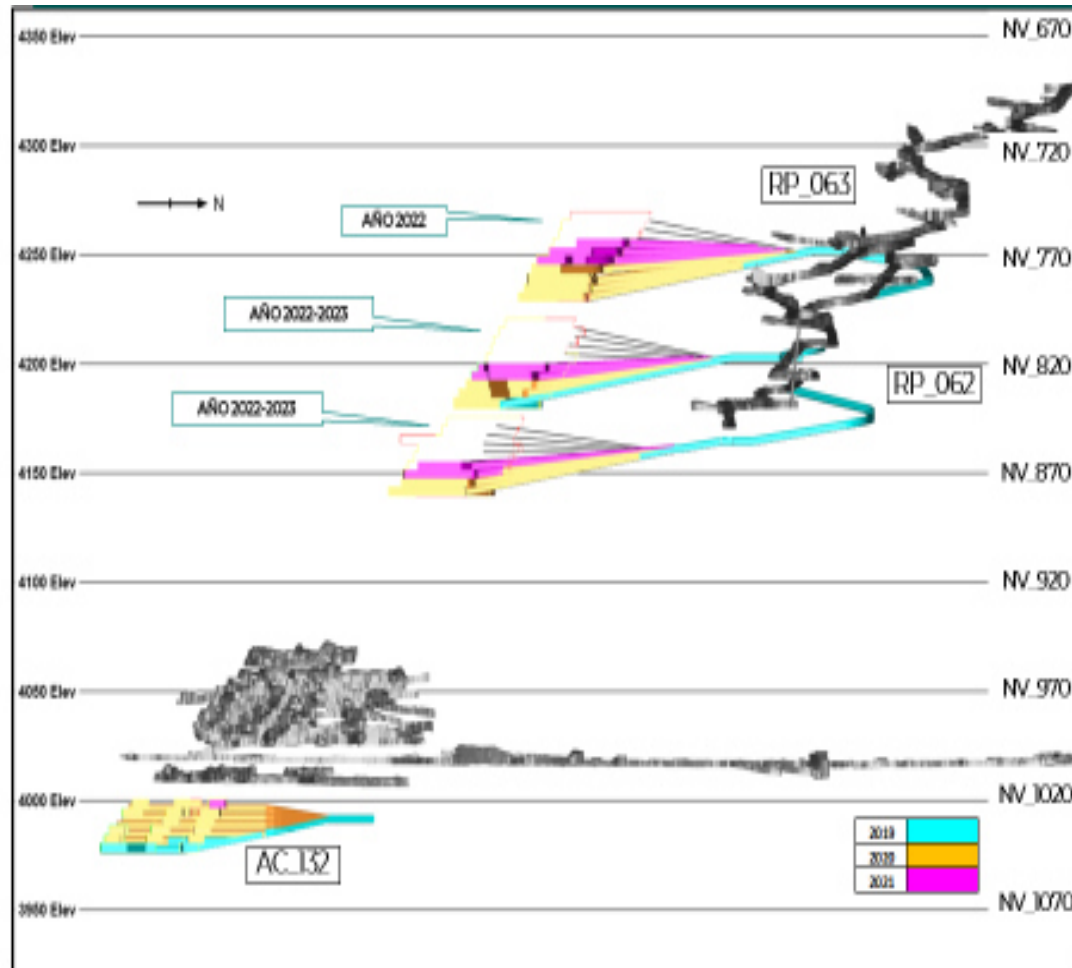 4350 Elev
NV_670
4300 Elev
NV_720
RP_063
N
AÑO 2022
4250 Elev
NV_770
AÑO 2022-2023
4200 Elev
NV_820
RP_062
AÑO 2022-2023
4150 Elev
NV_870
4100 Elev
NV_920
4050 Elev
NV_970
4000 Elev
NV_1020
2019
2020
2021
AC_132
3950 Elev
NV_1070